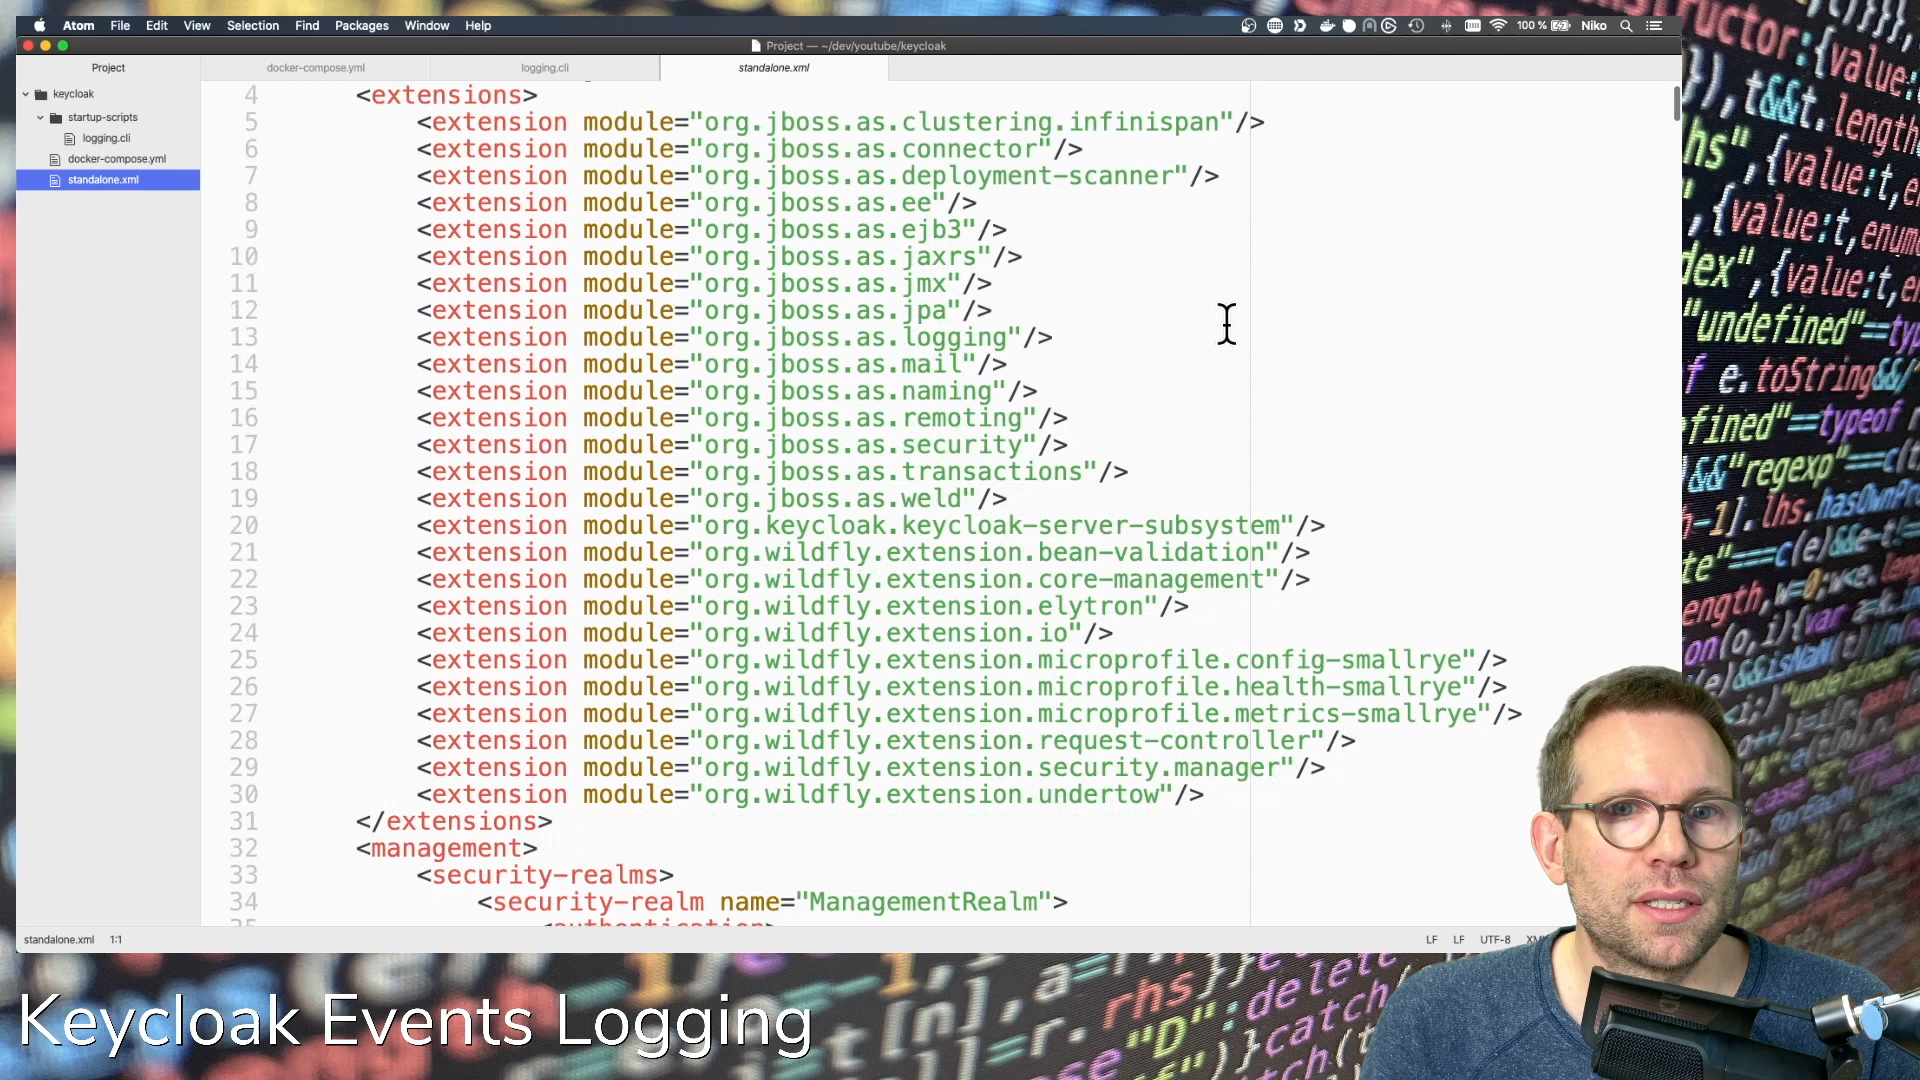 Atom File Edit View Selection Find Packages Window Help
100 % Niko
Project — ~/dev/youtube/keycloak
Project
docker-compose.yml
logging.cli
standalone.xml
keycloak
startup-scripts
logging.cli
docker-compose.yml
standalone.xml
4 <extensions>
5 <extension module="org.jboss.as.clustering.infinispan"/>
6 <extension module="org.jboss.as.connector"/>
7 <extension module="org.jboss.as.deployment-scanner"/>
8 <extension module="org.jboss.as.ee"/>
9 <extension module="org.jboss.as.ejb3"/>
10 <extension module="org.jboss.as.jaxrs"/>
11 <extension module="org.jboss.as.jmx"/>
12 <extension module="org.jboss.as.jpa"/>
13 <extension module="org.jboss.as.logging"/>
14 <extension module="org.jboss.as.mail"/>
15 <extension module="org.jboss.as.naming"/>
16 <extension module="org.jboss.as.remoting"/>
17 <extension module="org.jboss.as.security"/>
18 <extension module="org.jboss.as.transactions"/>
19 <extension module="org.jboss.as.weld"/>
20 <extension module="org.keycloak.keycloak-server-subsystem"/>
21 <extension module="org.wildfly.extension.bean-validation"/>
22 <extension module="org.wildfly.extension.core-management"/>
23 <extension module="org.wildfly.extension.elytron"/>
24 <extension module="org.wildfly.extension.io"/>
25 <extension module="org.wildfly.extension.microprofile.config-smallrye"/>
26 <extension module="org.wildfly.extension.microprofile.health-smallrye"/>
27 <extension module="org.wildfly.extension.microprofile.metrics-smallrye"/>
28 <extension module="org.wildfly.extension.request-controller"/>
29 <extension module="org.wildfly.extension.security.manager"/>
30 <extension module="org.wildfly.extension.undertow"/>
31 </extensions>
32 <management>
33 <security-realms>
34 <security-realm name="ManagementRealm">
35 <authentication>
standalone.xml 1:1
LF LF UTF-8
Keycloak Events Logging